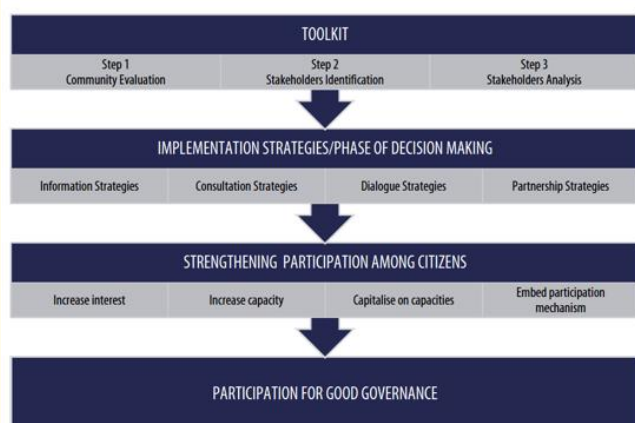 TOOLKIT
Step 1
Community Evaluation
Step 2
Stakeholders Identification
Step 3
Stakeholders Analysis
IMPLEMENTATION STRATEGIES/PHASE OF DECISION MAKING
Information Strategies
Consultation Strategies
Dialogue Strategies
Partnership Strategies
STRENGTHENING PARTICIPATION AMONG CITIZENS
Increase interest
Increase capacity
Capitalise on capacities
Embed participation
mechanism
PARTICIPATION FOR GOOD GOVERNANCE